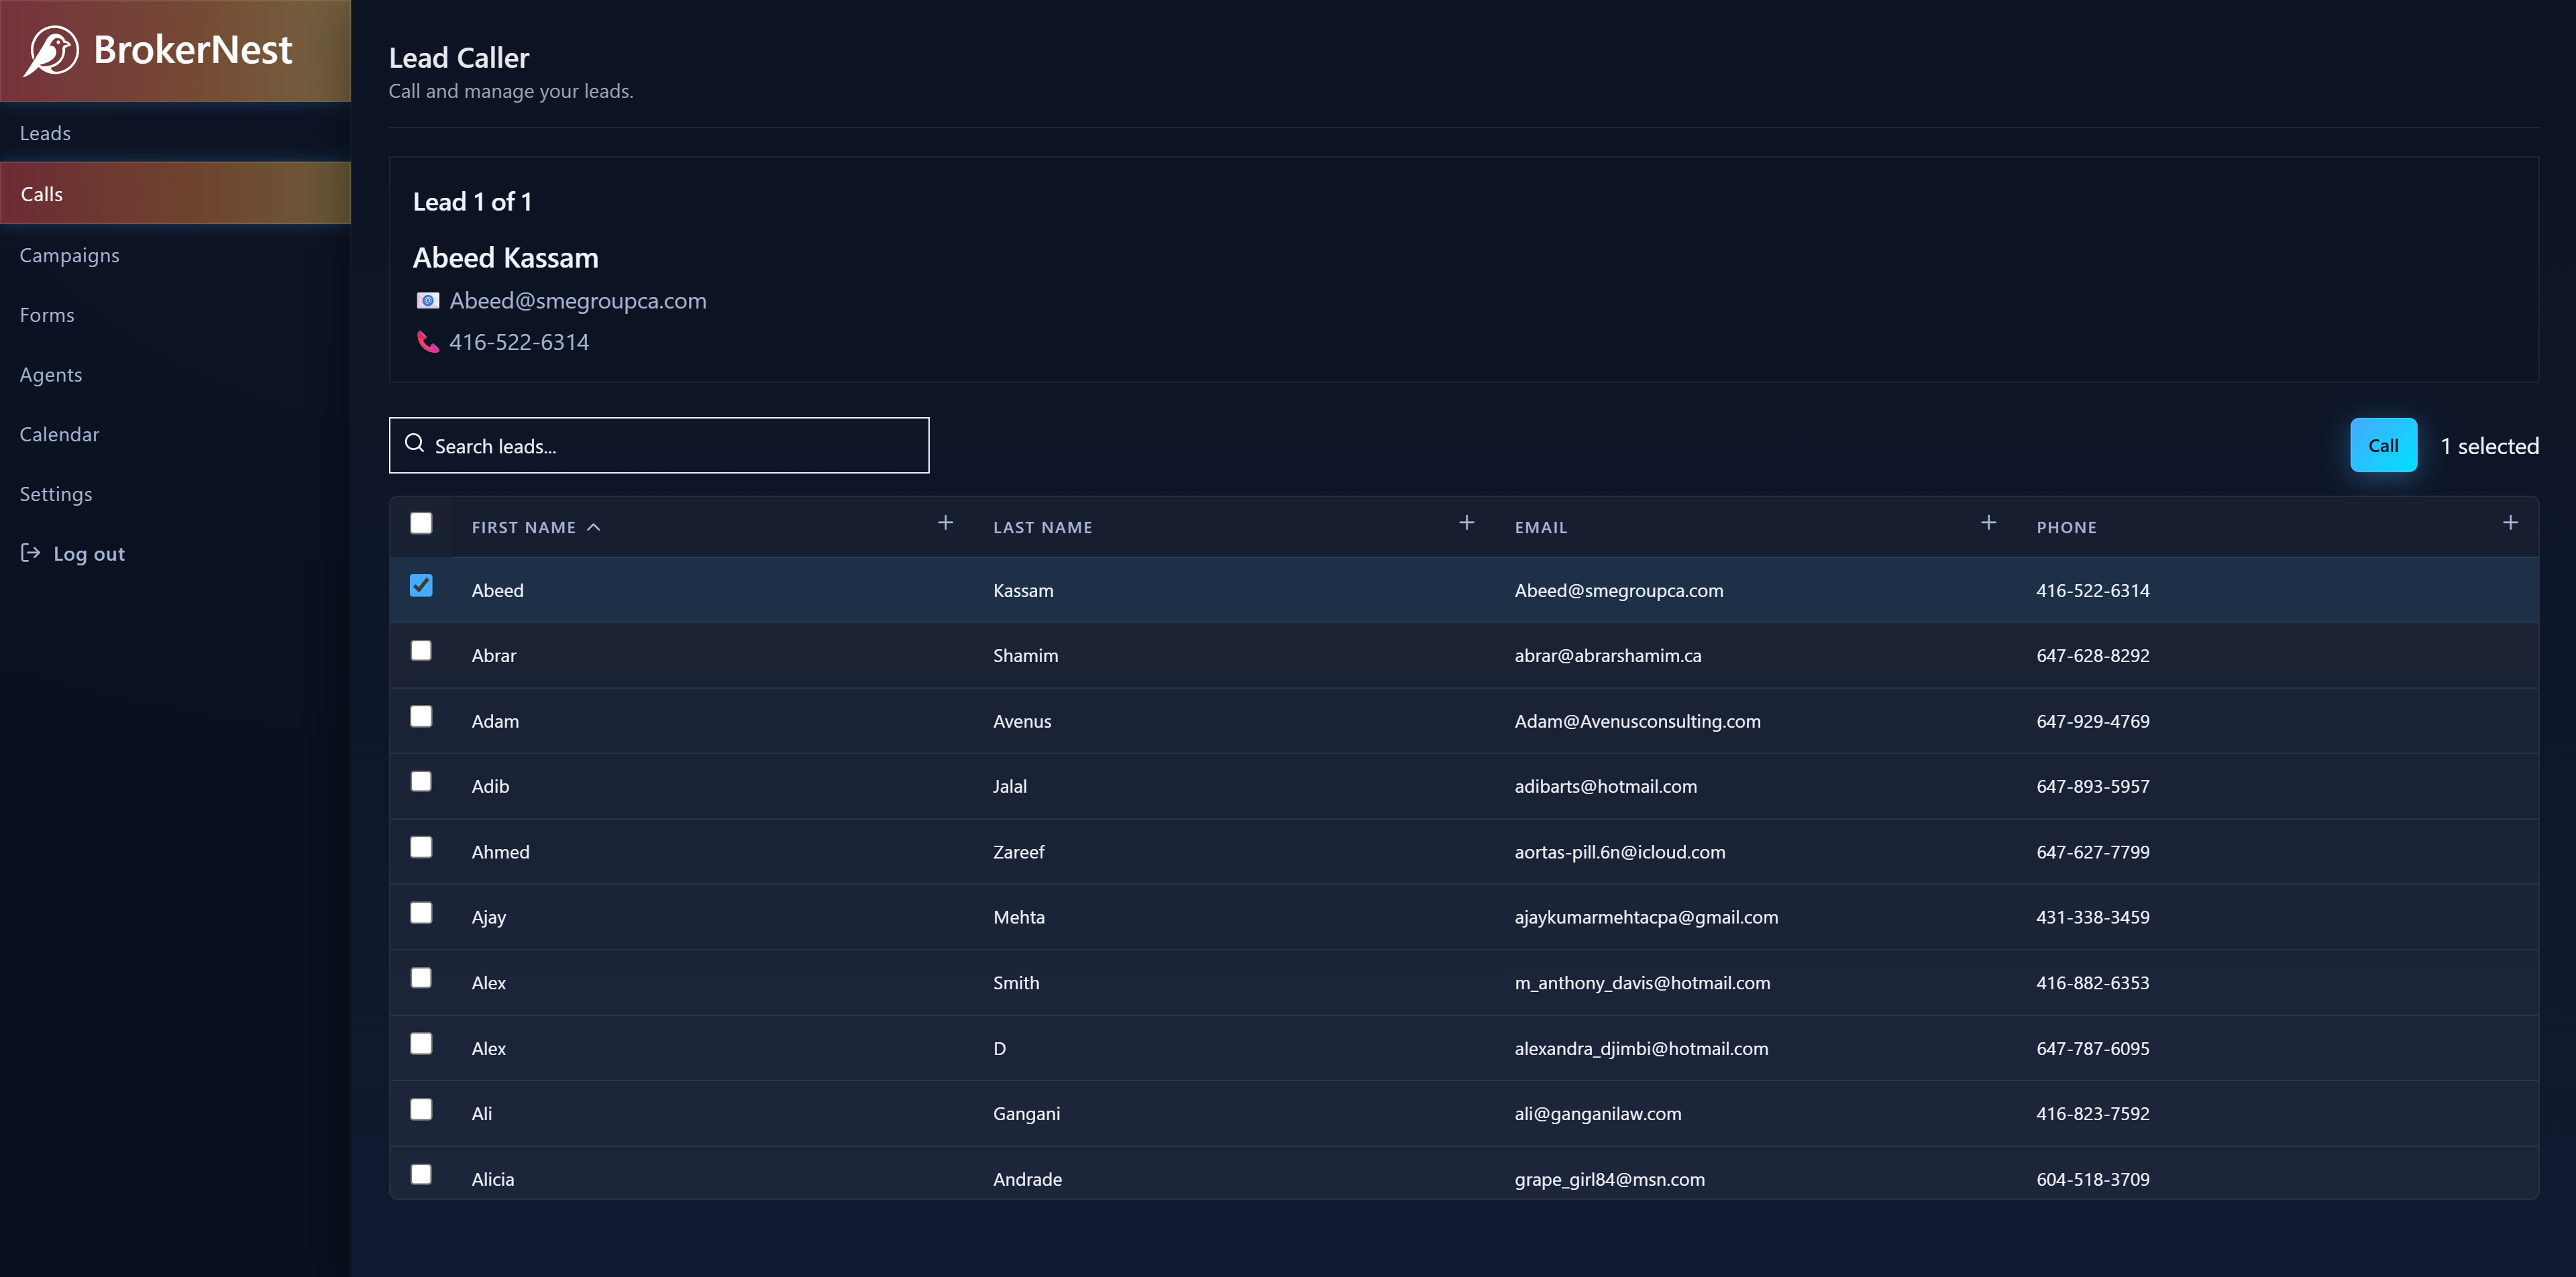 BrokerNest
Leads
Calls
Campaigns
Forms
Agents
Calendar
Settings
Log out
Lead Caller
Call and manage your leads.
Lead 1 of 1
Abeed Kassam
Abeed@smegroupca.com
416-522-6314
Search leads...
Call 1 selected
FIRST NAME LAST NAME EMAIL PHONE
Abeed Kassam Abeed@smegroupca.com 416-522-6314
Abrar Shamim abrar@abrarshamim.ca 647-628-8292
Adam Avenus Adam@Avenusconsulting.com 647-929-4769
Adib Jalal adibarts@hotmail.com 647-893-5957
Ahmed Zareef aortas-pill.6n@icloud.com 647-627-7799
Ajay Mehta ajaykumarmehtacpa@gmail.com 431-338-3459
Alex Smith m_anthony_davis@hotmail.com 416-882-6353
Alex D alexandra_djimbi@hotmail.com 647-787-6095
Ali Gangani ali@ganganilaw.com 416-823-7592
Alicia Andrade grape_girl84@msn.com 604-518-3709